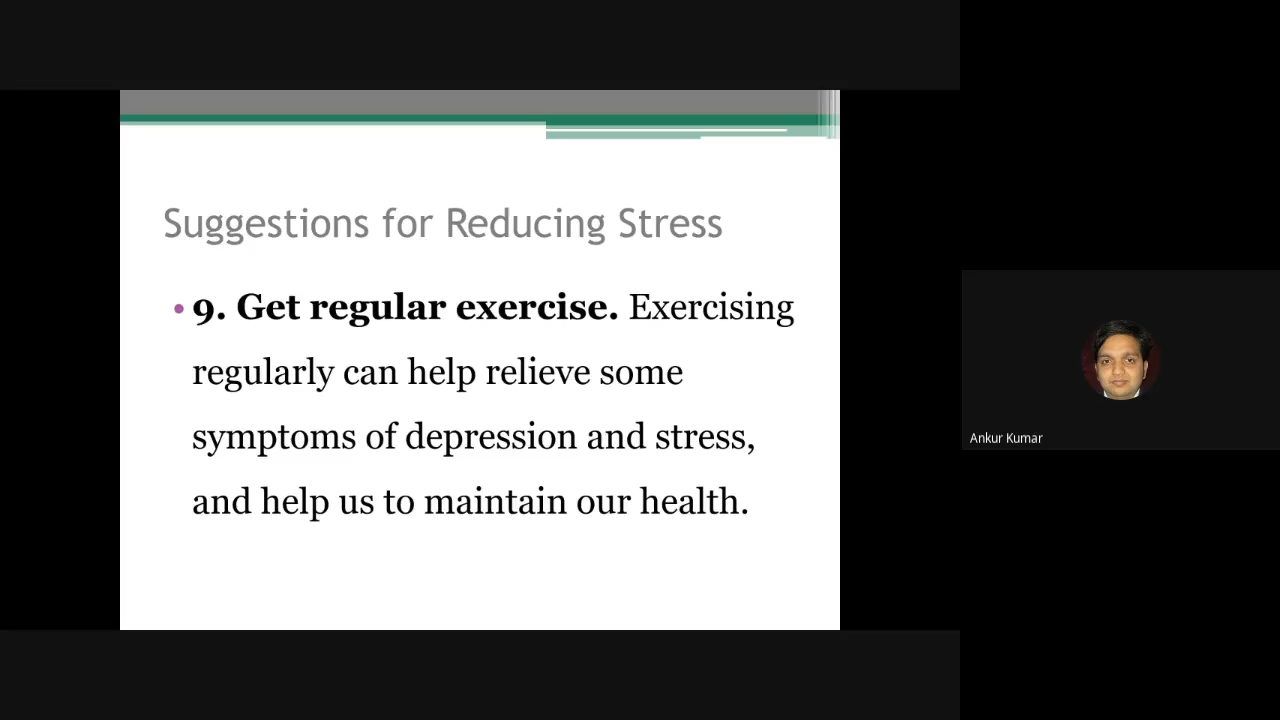 Suggestions for Reducing Stress
• 9. Get regular exercise. Exercising
regularly can help relieve some
symptoms of depression and stress,
and help us to maintain our health.
Ankur Kumar